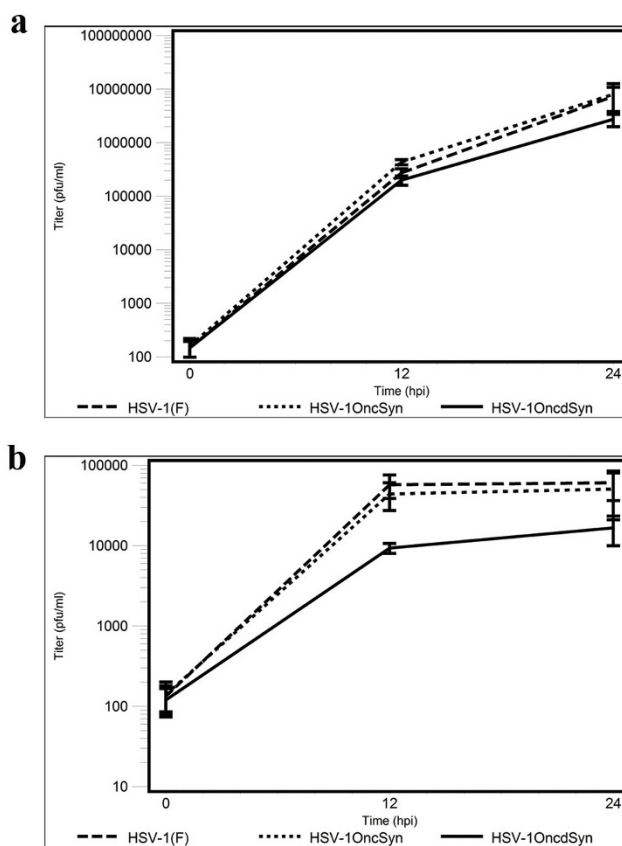 a
100000000
10000000
1000000
100000
10000
1000
100
Titer (pfu/ml)
0 12 24
Time (hpi)
HSV-1(F) HSV-1OncSyn HSV-1OncdSyn
b
100000
10000
1000
100
10
Titer (pfu/ml)
0 12 24
Time (hpi)
HSV-1(F) HSV-1OncSyn HSV-1OncdSyn